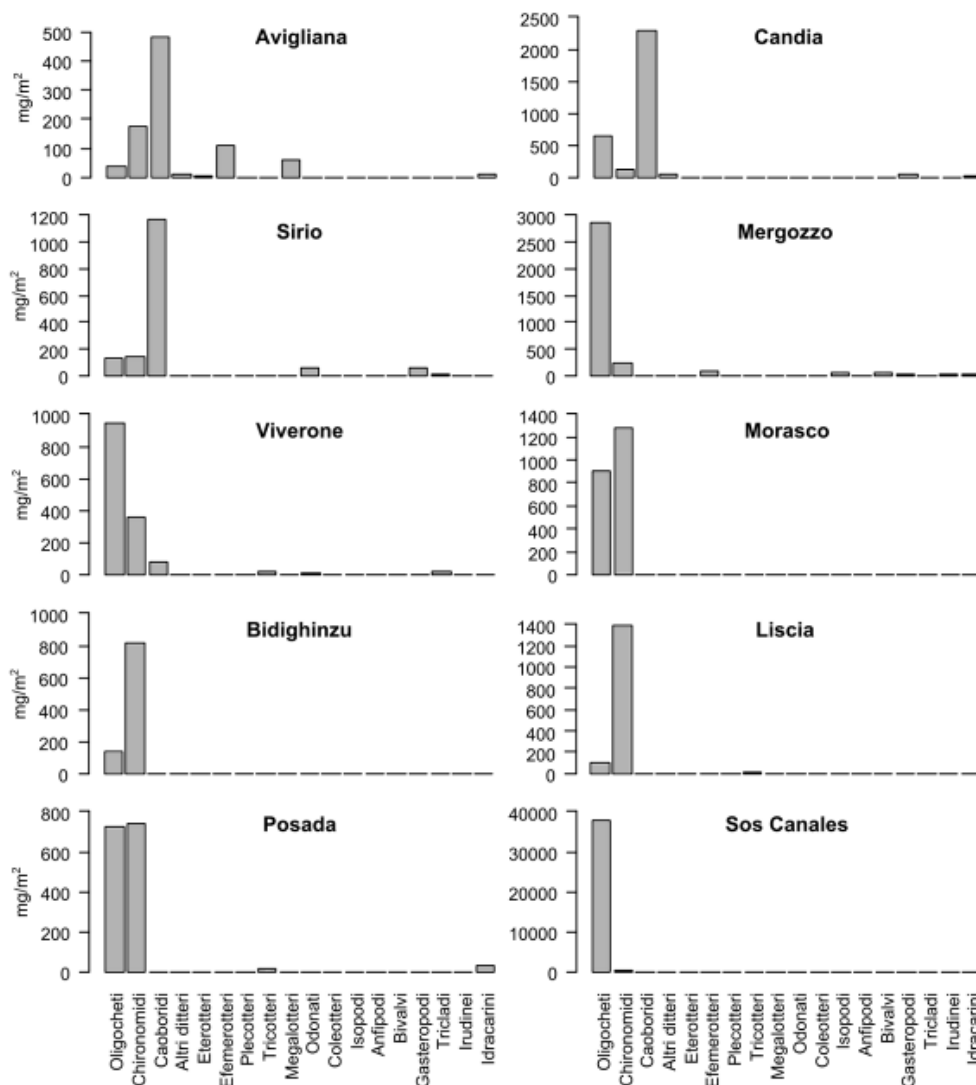 Avigliana
mg/m²
500
400
300
200
100
0
Candia
2500
2000
1500
1000
500
0
Sirio
mg/m²
1200
1000
800
600
400
200
0
Mergozzo
3000
2500
2000
1500
1000
500
0
Viverone
mg/m²
1000
800
600
400
200
0
Morasco
1400
1200
1000
800
600
400
200
0
Bidighinzu
mg/m²
1000
800
600
400
200
0
Liscia
1400
1200
1000
800
600
400
200
0
Posada
mg/m²
800
600
400
200
0
Sos Canales
40000
30000
20000
10000
0
Oligocheti
Chironomidi
Caoboridi
Altri ditteri
Eterotteri
Efemerotteri
Plecotteri
Tricotteri
Megalotteri
Odonati
Coleotteri
Isopodi
Anfipodi
Bivalvi
Gasteropodi
Tricladi
Irudinei
Idracarini
Oligocheti
Chironomidi
Caoboridi
Altri ditteri
Eterotteri
Efemerotteri
Plecotteri
Tricotteri
Megalotteri
Odonati
Coleotteri
Isopodi
Anfipodi
Bivalvi
Gasteropodi
Tricladi
Irudinei
Idracarini